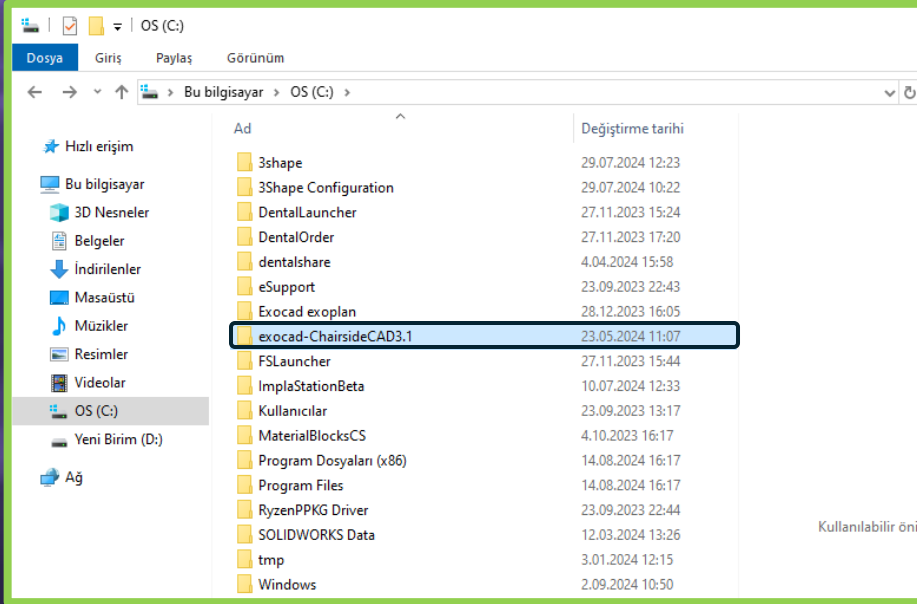 OS (C:)
Dosya Giriş Paylaş Görünüm
Bu bilgisayar OS (C:)
Ad Değiştirme tarihi
Hızlı erişim
Bu bilgisayar
3D Nesneler
Belgeler
İndirilenler
Masaüstü
Müzikler
Resimler
Videolar
OS (C:)
Yeni Birim (D:)
Ağ
3shape 29.07.2024 12:23
3Shape Configuration 29.07.2024 10:22
DentalLauncher 27.11.2023 15:24
DentalOrder 27.11.2023 17:20
dentalshare 4.04.2024 15:58
eSupport 23.09.2023 22:43
Exocad exoplan 28.12.2023 16:05
exocad-ChairsideCAD3.1 23.05.2024 11:07
FSLauncher 27.11.2023 15:44
ImplaStationBeta 10.07.2024 12:33
Kullanıcılar 23.09.2023 13:17
MaterialBlocksCS 4.10.2023 16:17
Program Dosyaları (x86) 14.08.2024 16:17
Program Files 14.08.2024 16:17
RyzenPPKG Driver 23.09.2023 22:44
SOLIDWORKS Data 12.03.2024 13:26
tmp 3.01.2024 12:15
Windows 2.09.2024 10:50
Kullanılabilir